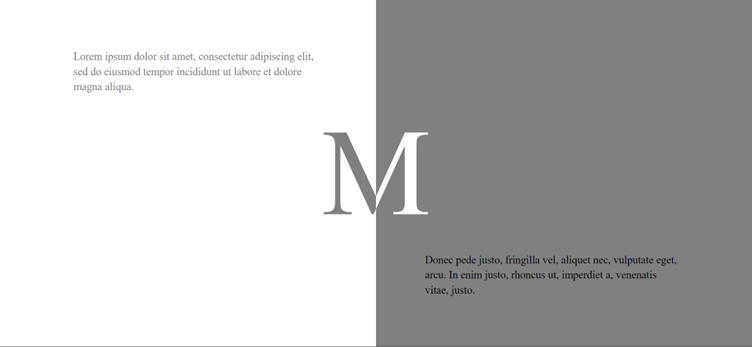 Lorem ipsum dolor sit amet, consectetur adipiscing elit,
sed do eiusmod tempor incididunt ut labore et dolore
magna aliqua.
M
Donec pede justo, fringilla vel, aliquet nec, vulputate eget,
arcu. In enim justo, rhoncus ut, imperdiet a, venenatis
vitae, justo.